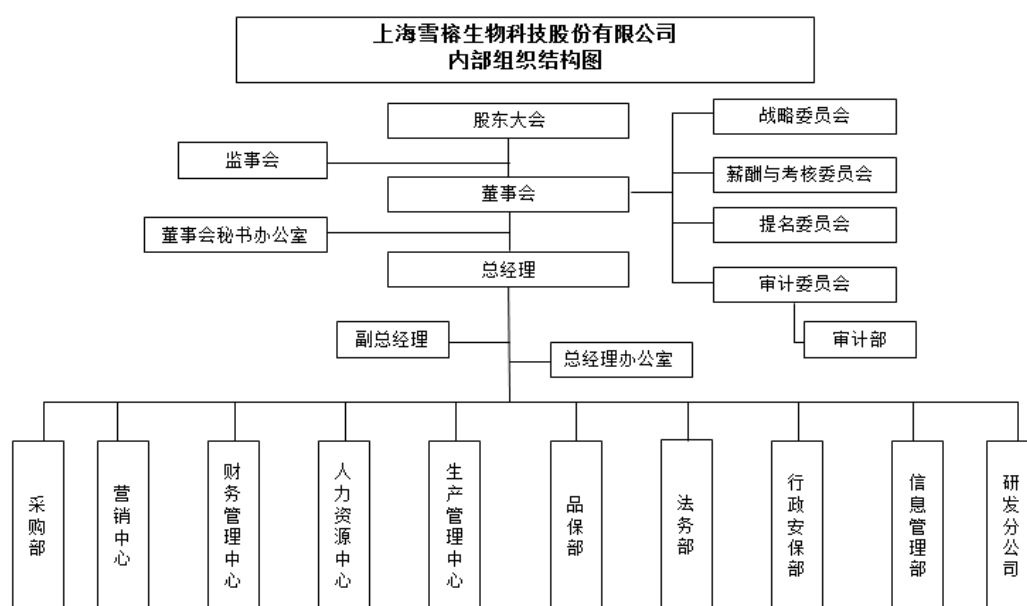 上海雪榕生物科技股份有限公司
内部组织结构图
股东大会
战略委员会
监事会
薪酬与考核委员会
董事会
提名委员会
董事会秘书办公室
总经理
审计委员会
副总经理
审计部
总经理办公室
采购部
营销中心
财务管理中心
人力资源中心
生产管理中心
品保部
法务部
行政安保部
信息管理部
研发分公司